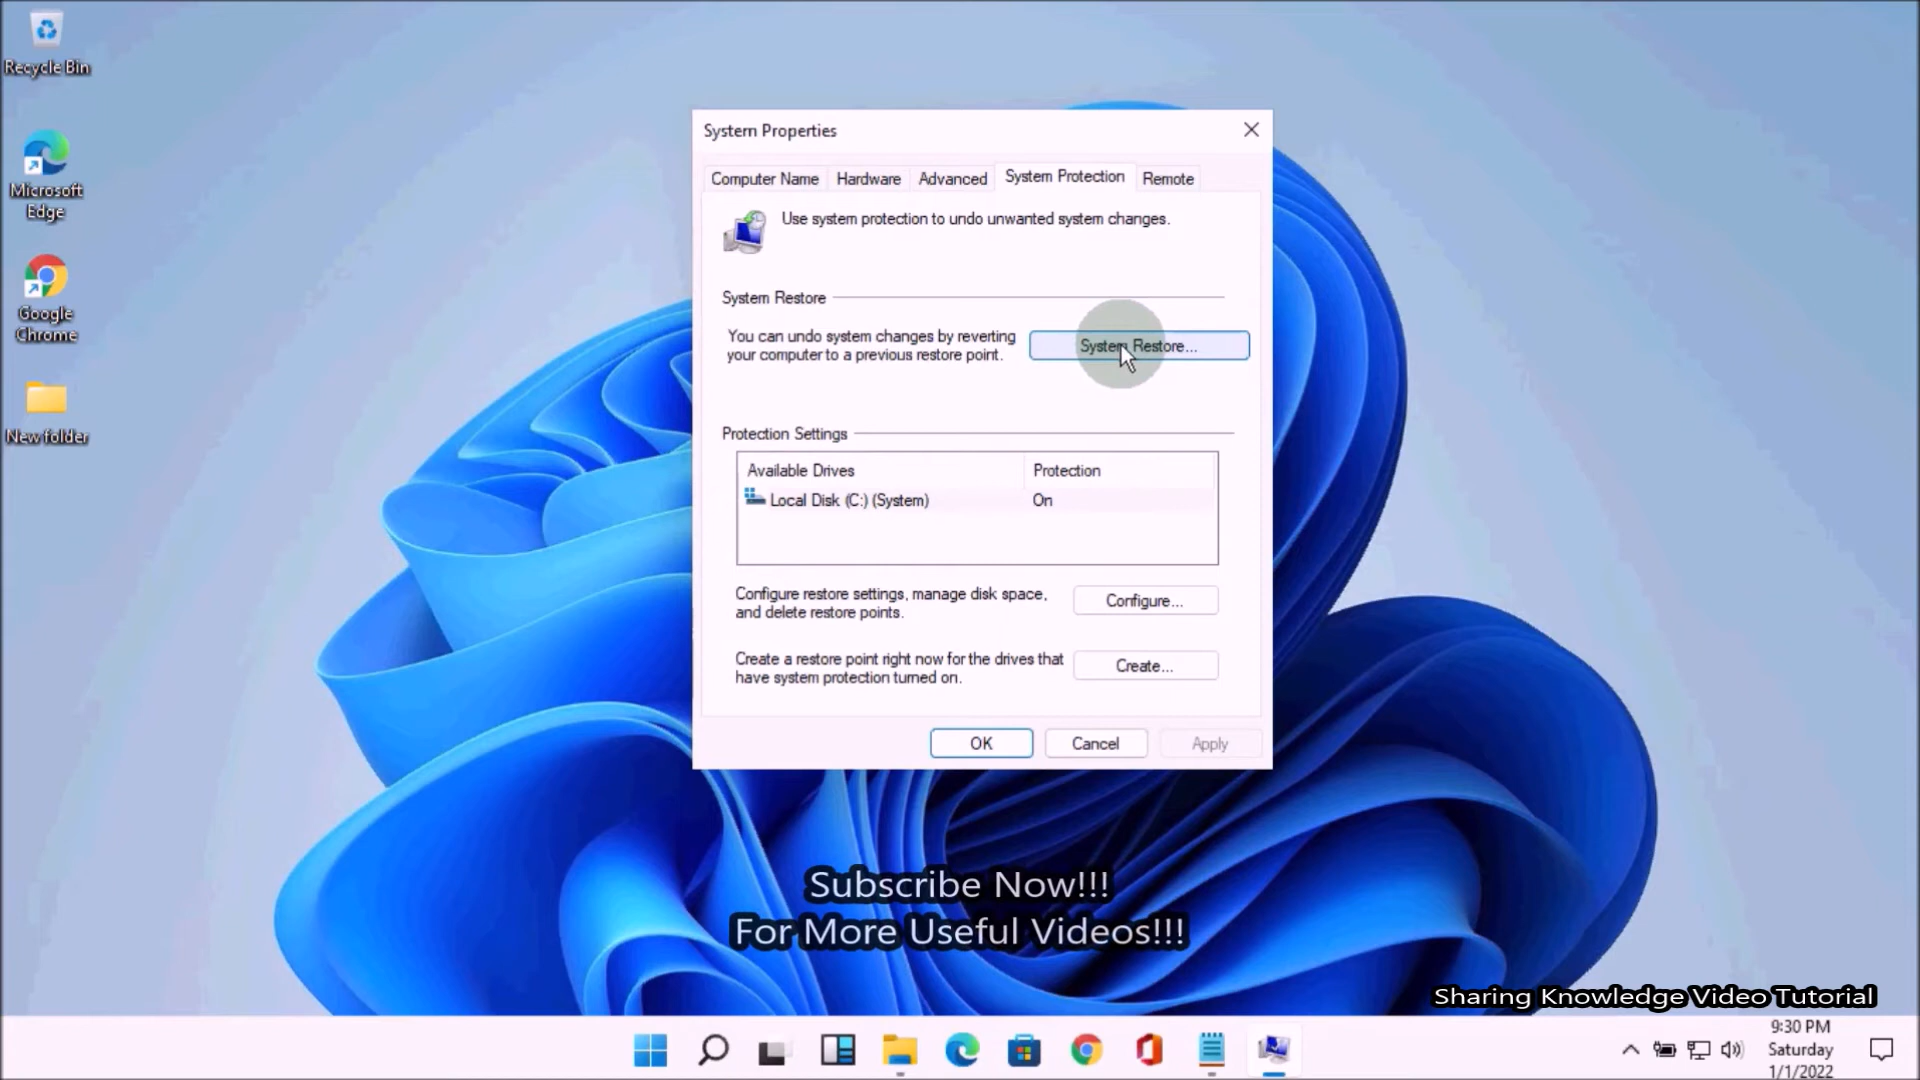 Recycle Bin
Microsoft
Edge
Google
Chrome
New folder
System Properties
Computer Name
Hardware
Advanced
System Protection
Remote
Use system protection to undo unwanted system changes.
System Restore
You can undo system changes by reverting
your computer to a previous restore point.
System Restore...
Protection Settings
Available Drives
Protection
Local Disk (C:) (System)
On
Configure restore settings, manage disk space,
and delete restore points.
Configure...
Create a restore point right now for the drives that
have system protection turned on.
Create...
OK
Cancel
Apply
Subscribe Now!!!
For More Useful Videos!!!
Sharing Knowledge Video Tutorial
9:30 PM
Saturday
1/1/2022